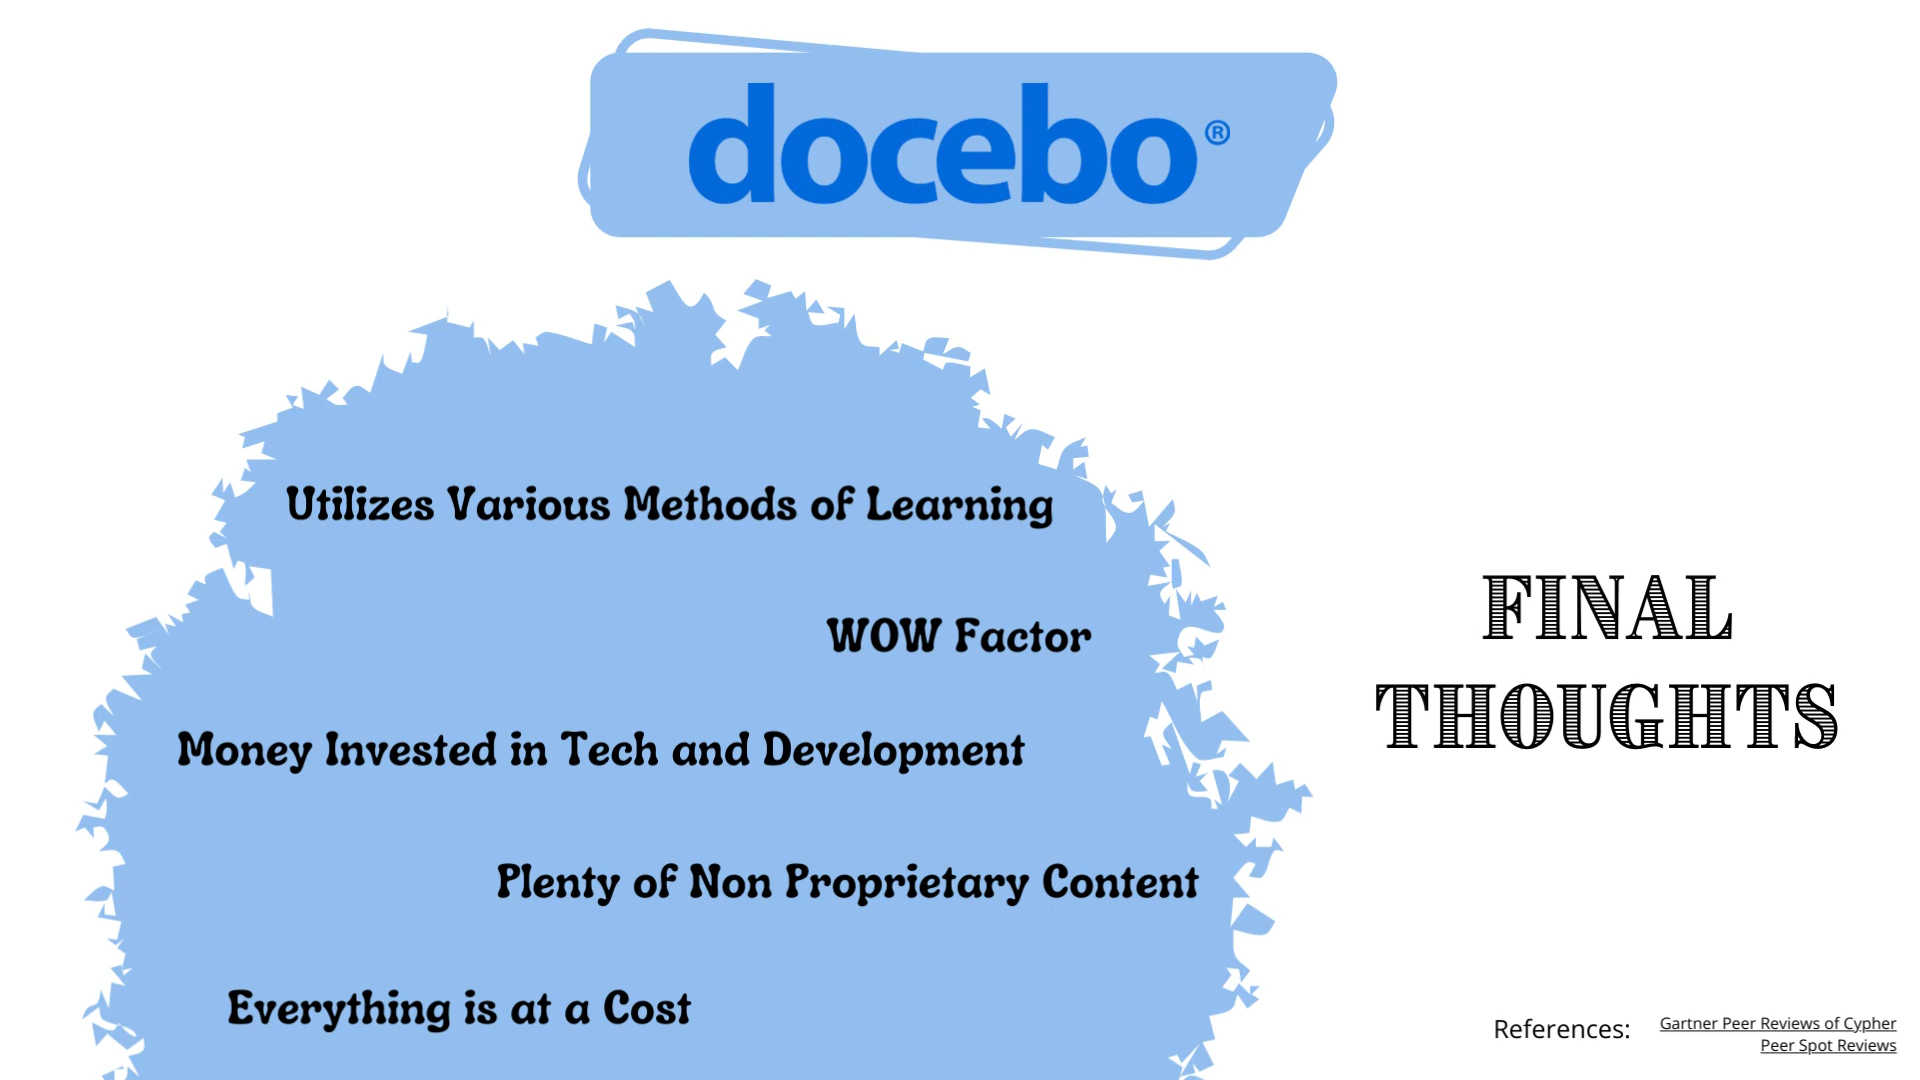 docebo®
Utilizes Various Methods of Learning
WOW Factor
Money Invested in Tech and Development
Plenty of Non Proprietary Content
Everything is at a Cost
FINAL
THOUGHTS
References:
Gartner Peer Reviews of Cypher
Peer Spot Reviews